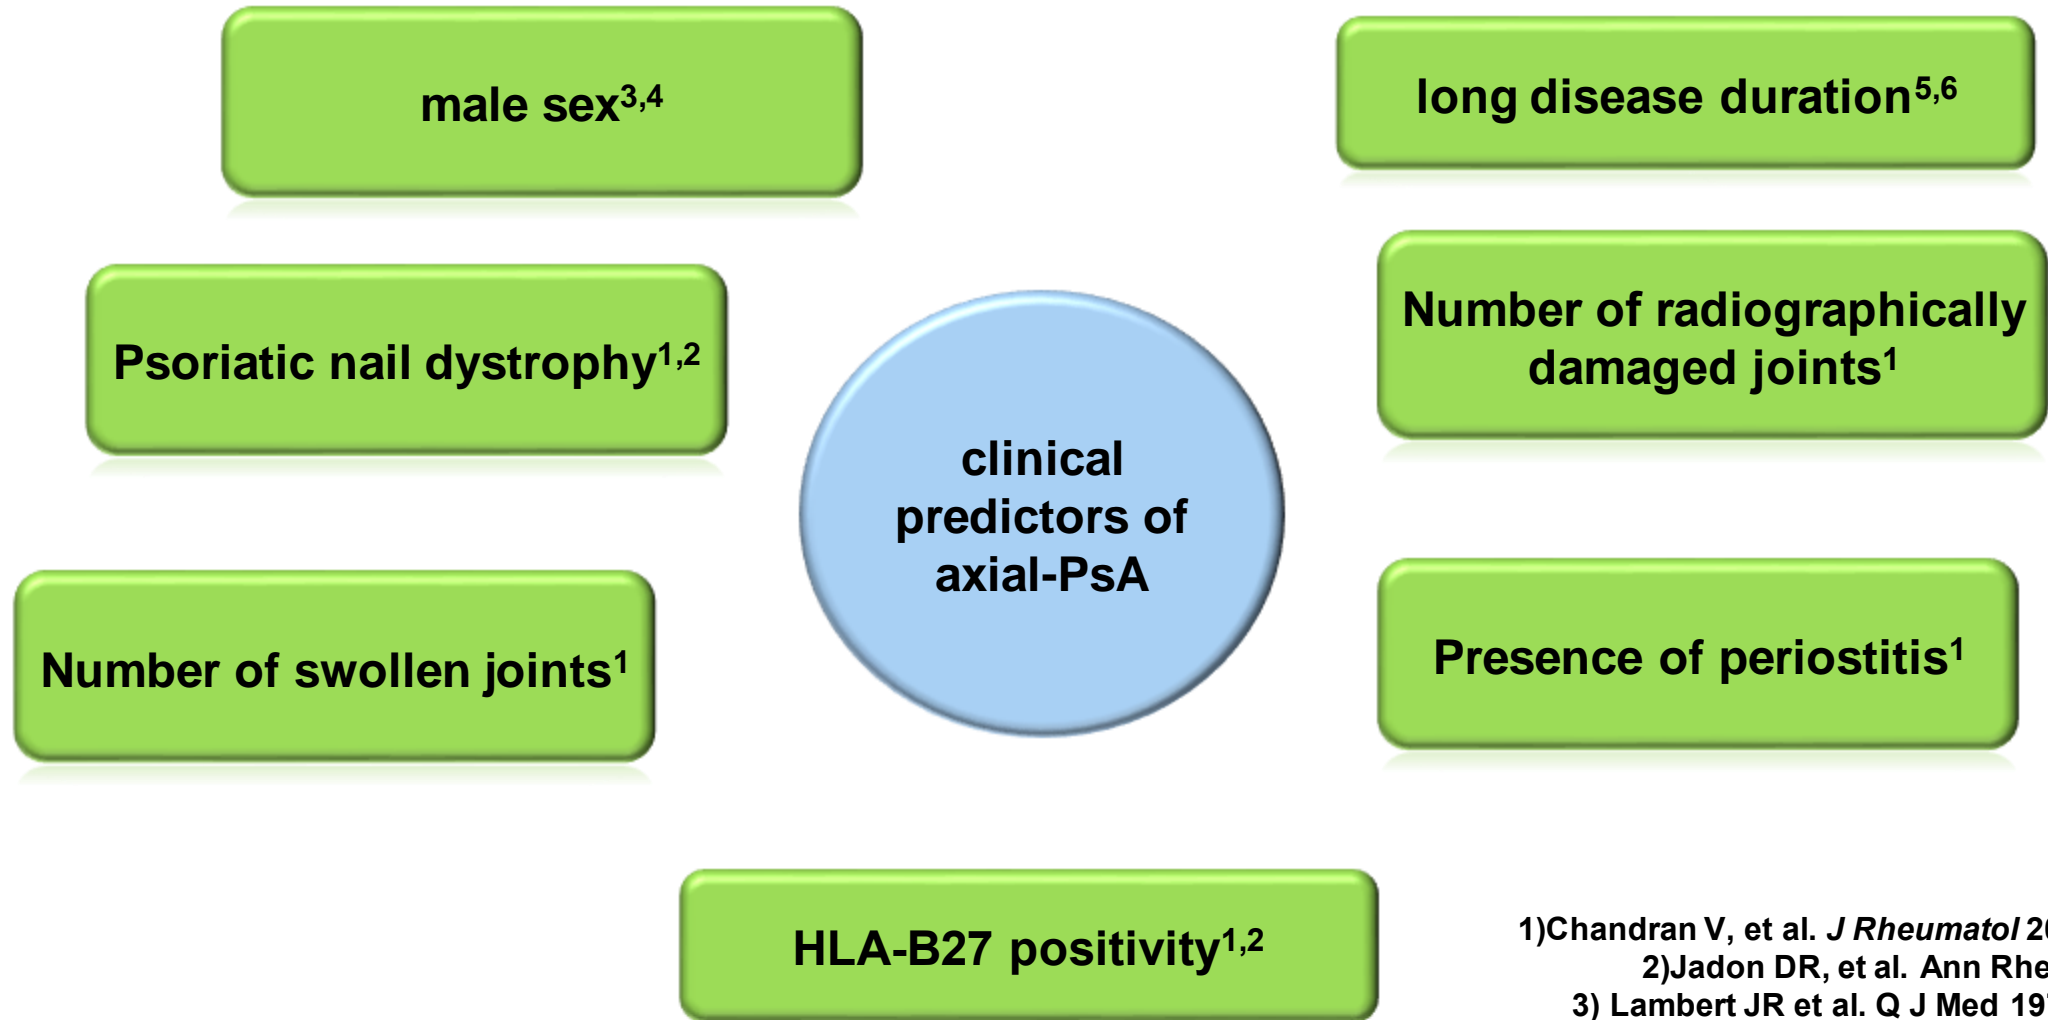 male sex3,4
long disease duration5,6
Psoriatic nail dystrophy1,2
Number of radiographically
damaged joints1
clinical
predictors of
axial-PsA
Number of swollen joints1
Presence of periostitis1
HLA-B27 positivity1,2
1)Chandran V, et al. J Rheumatol
2)Jadon DR, et al. Ann
3) Lambert JR et al. Q J Med